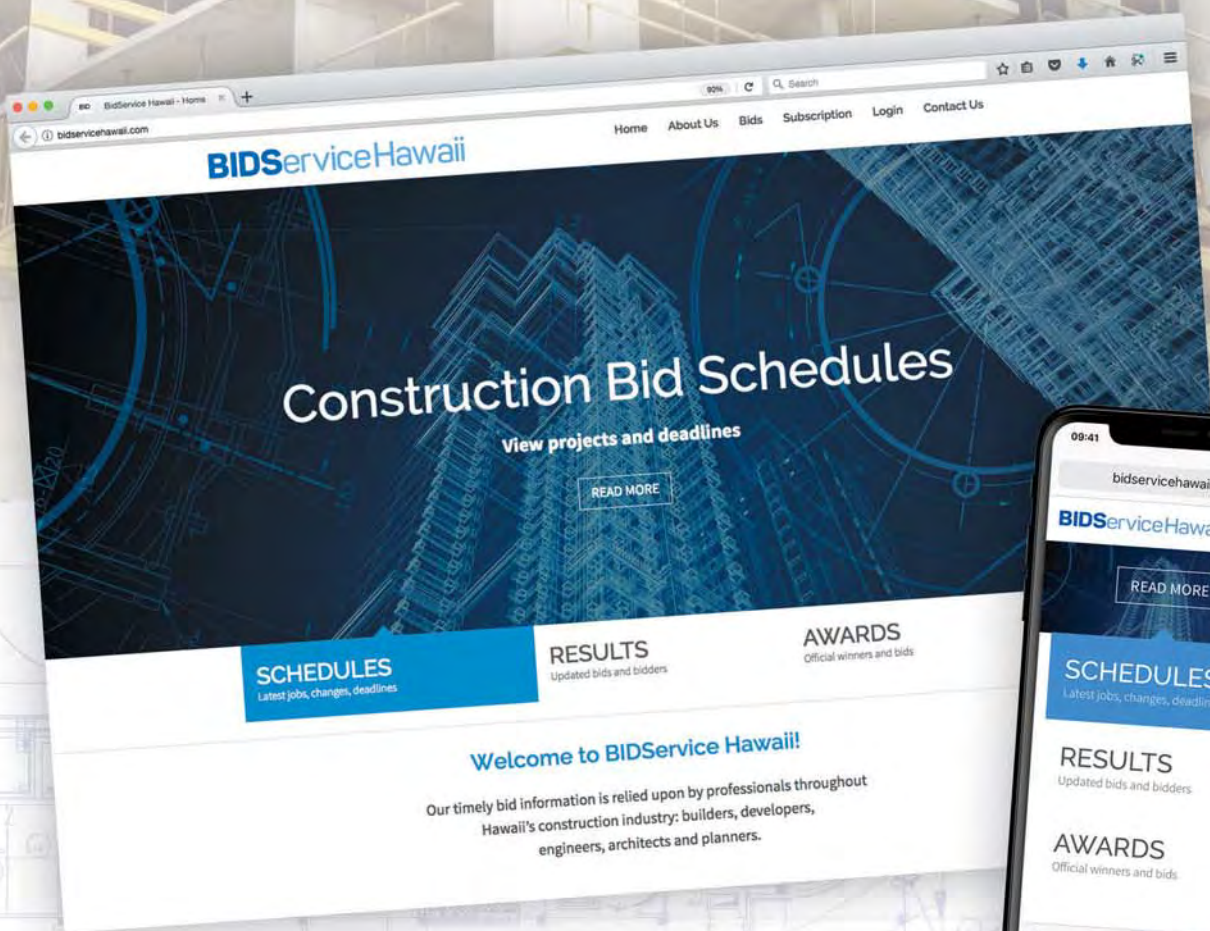 BID BidService Hawaii - Home × +
bidservicehawaii.com
90% Search
BIDServiceHawaii
Home About Us Bids Subscription Login Contact Us
Construction Bid Schedules
View projects and deadlines
READ MORE
SCHEDULES
Latest jobs, changes, deadlines
RESULTS
Updated bids and bidders
AWARDS
Official winners and bids
Welcome to BIDService Hawaii!
Our timely bid information is relied upon by professionals throughout
Hawaii's construction industry: builders, developers,
engineers, architects and planners.
09:41
bidservicehawaii
BIDServiceHawa
READ MORE
SCHEDULES
Latest jobs, changes, deadlin
RESULTS
Updated bids and bidders
AWARDS
Official winners and bids